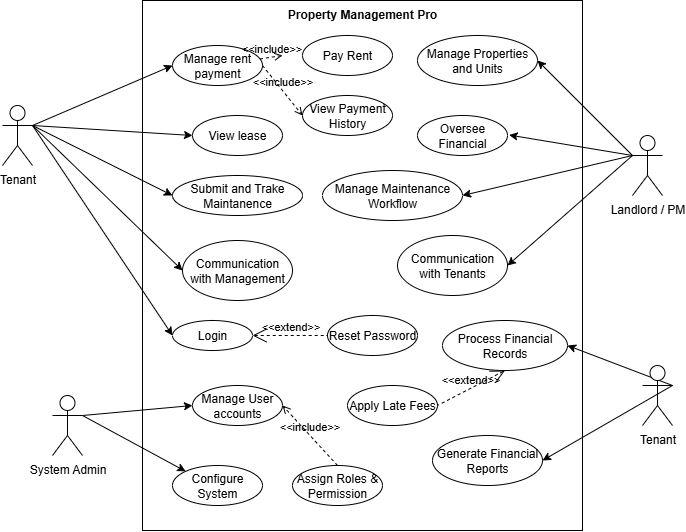 Property Management Pro
Manage rent
payment
<<include>>
Pay Rent
<<include>>
View Payment
History
Manage Properties
and Units
Tenant
View lease
Oversee
Financial
Submit and Trake
Maintanence
Manage Maintenance
Workflow
Landlord / PM
Communication
with Management
Communication
with Tenants
Login
<<extend>>
Reset Password
Process Financial
Records
<<extend>>
Apply Late Fees
Manage User
accounts
<<include>>
System Admin
Tenant
Generate Financial
Reports
Configure
System
Assign Roles &
Permission